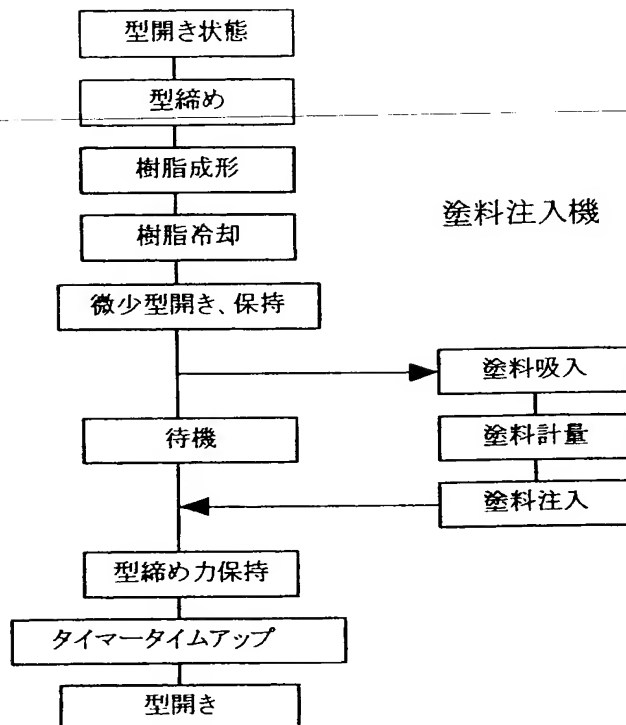 型開き状態
型締め
樹脂成形
樹脂冷却
塗料注入機
微少型開き、保持
塗料吸入
待機
塗料計量
塗料注入
型締め力保持
タイマータイムアップ
型開き